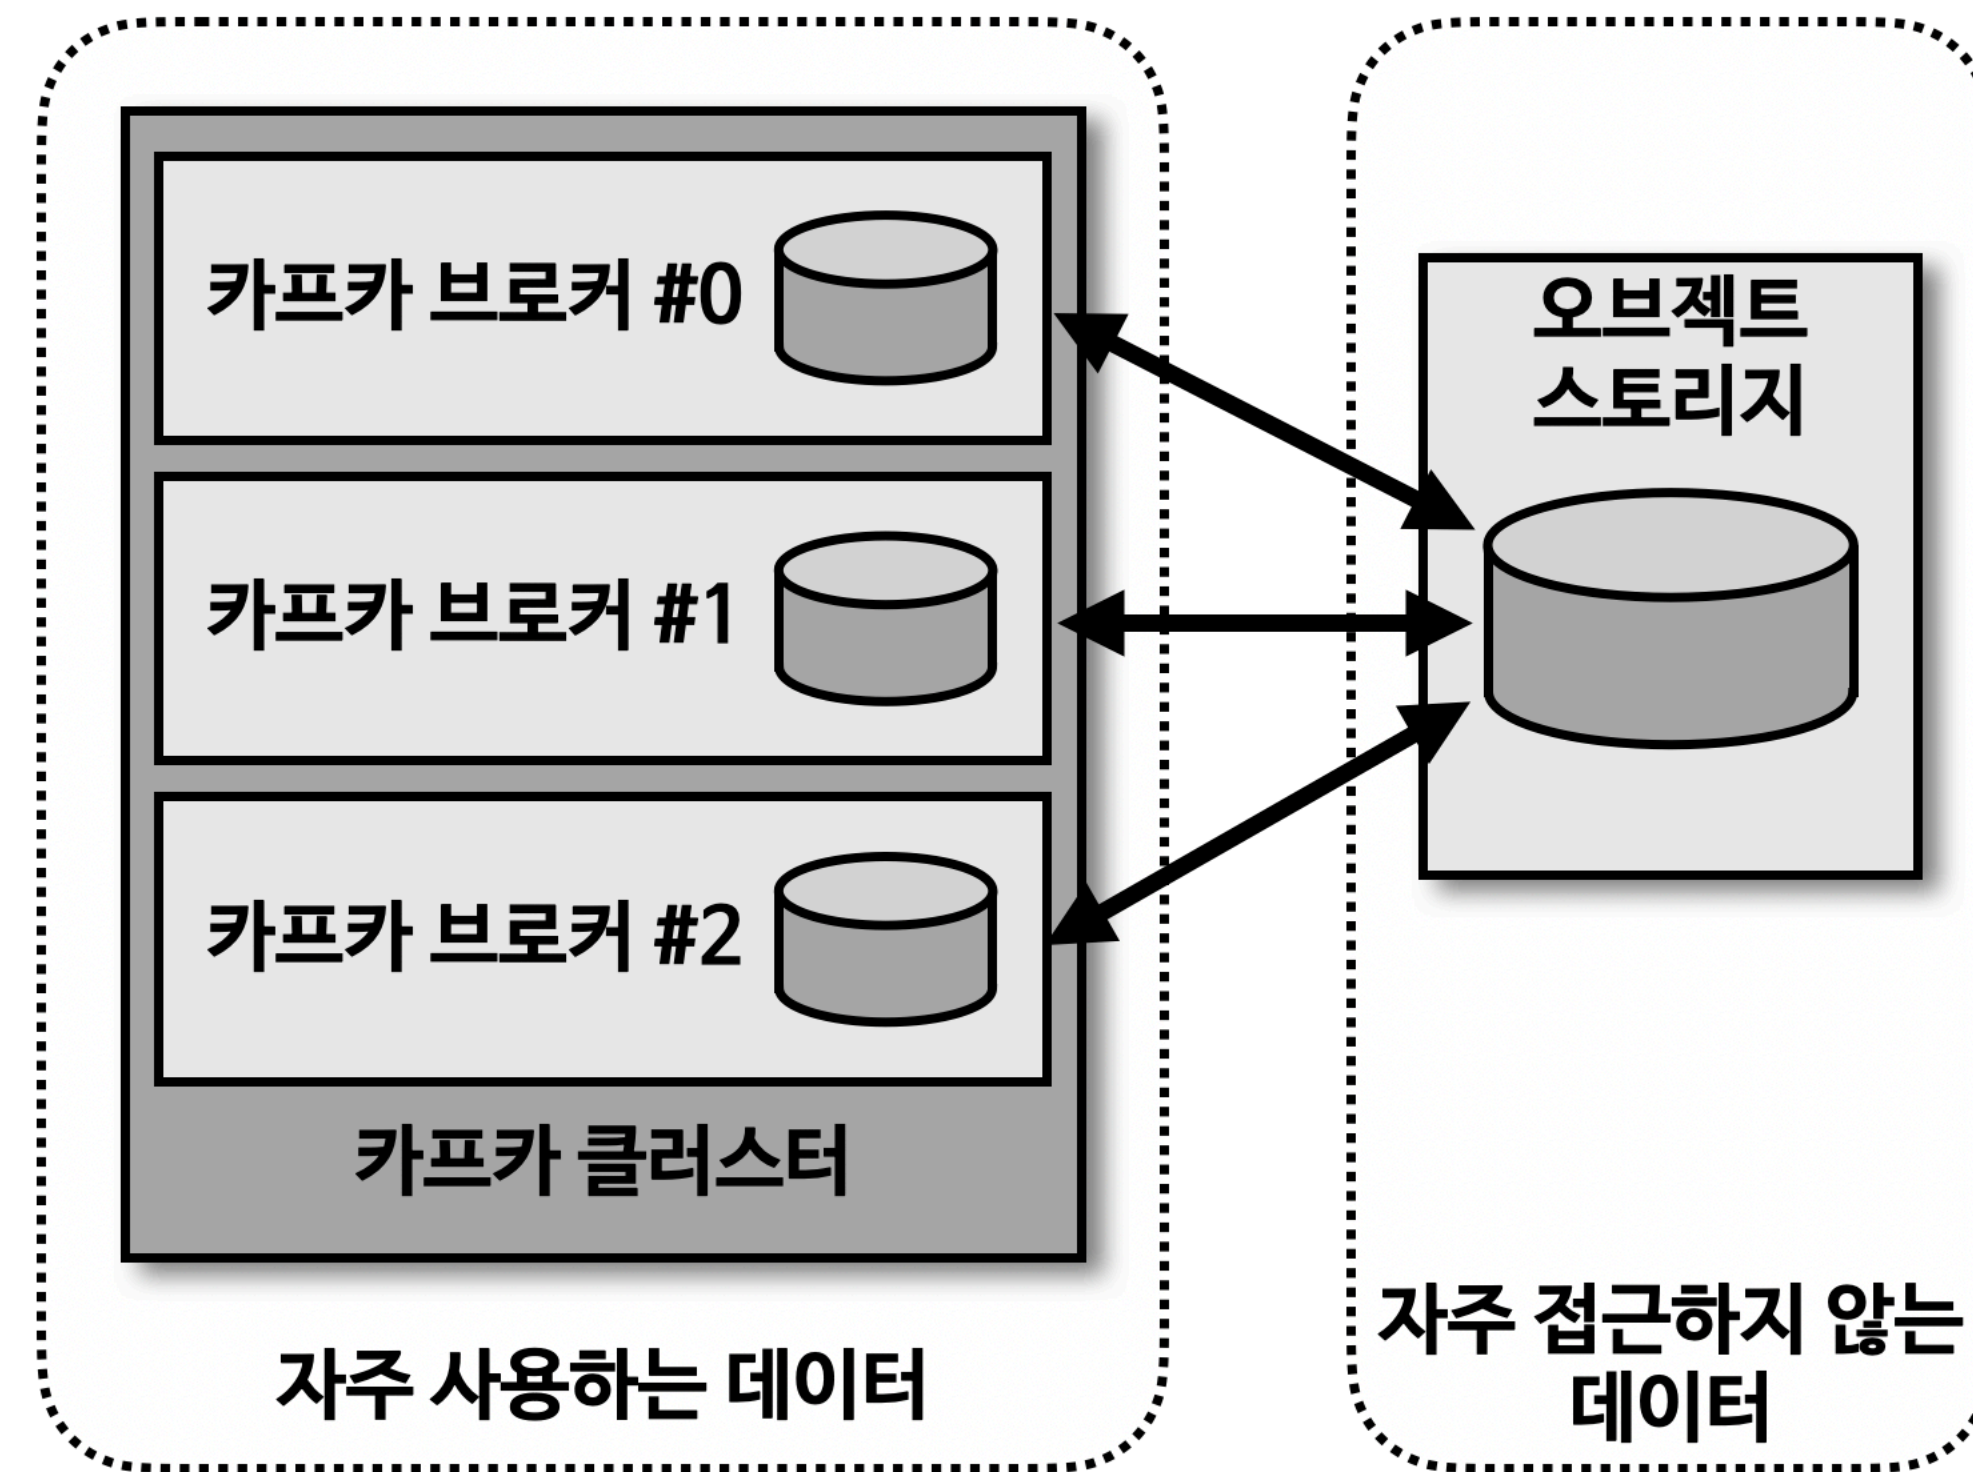 카프카 브로커 #0
카프카 브로커 #1
카프카 브로커 #2
카프카 클러스터
자주 사용하는 데이터
오브젝트
스토리지
자주 접근하지 않는
데이터